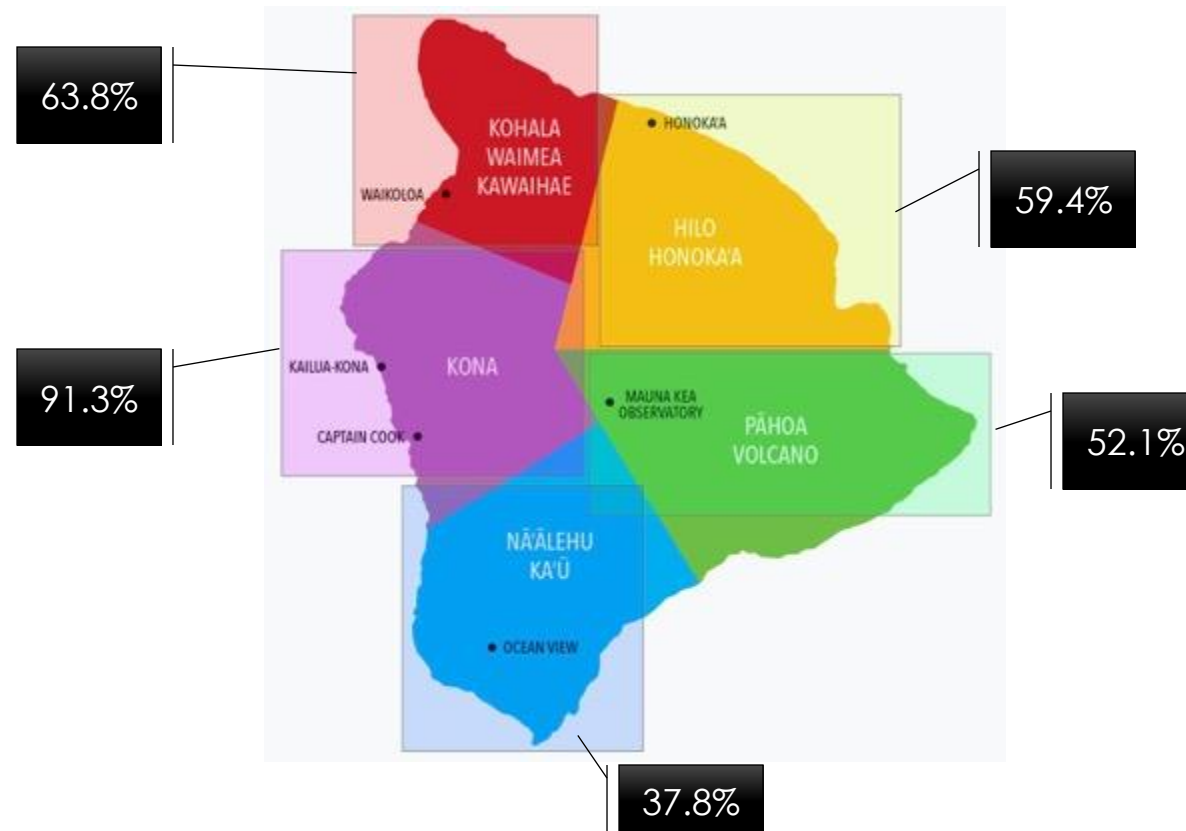 63.8%
KOHALA
WAIMEA
KAWAIHAE
WAIKOLOA
HONOKA'A
59.4%
HILO
HONOKA'A
91.3%
KAILUA-KONA
KONA
CAPTAIN COOK
MAUNA KEA
OBSERVATORY
PĀHOA
VOLCANO
52.1%
NĀ'ĀLEHU
KA'Ū
OCEAN VIEW
37.8%